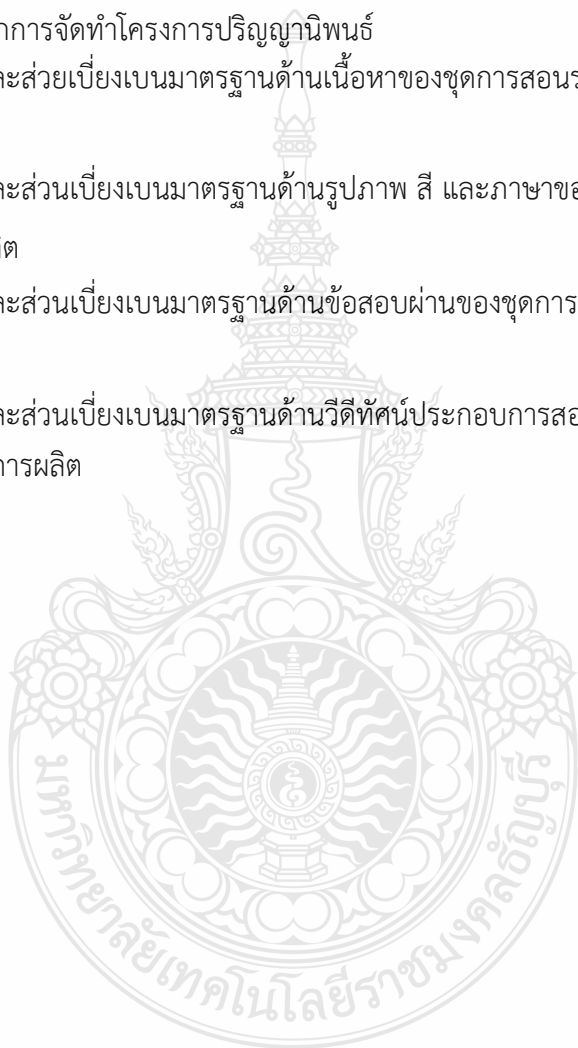 าการจัดทำโครงการปริญญานิพนธ์
ละส่วยเบี่ยงเบนมาตรฐานด้านเนื้อหาของชุดการสอนร
ละส่วนเบี่ยงเบนมาตรฐานด้านรูปภาพ สี และภาษาขอ
ิต
ละส่วนเบี่ยงเบนมาตรฐานด้านข้อสอบผ่านของชุดการ
ละส่วนเบี่ยงเบนมาตรฐานด้านวีดีทัศน์ประกอบการสอ
การผลิต
มหาวิทยาลัยเทคโนโลยีราชมงคลธัญบุรี